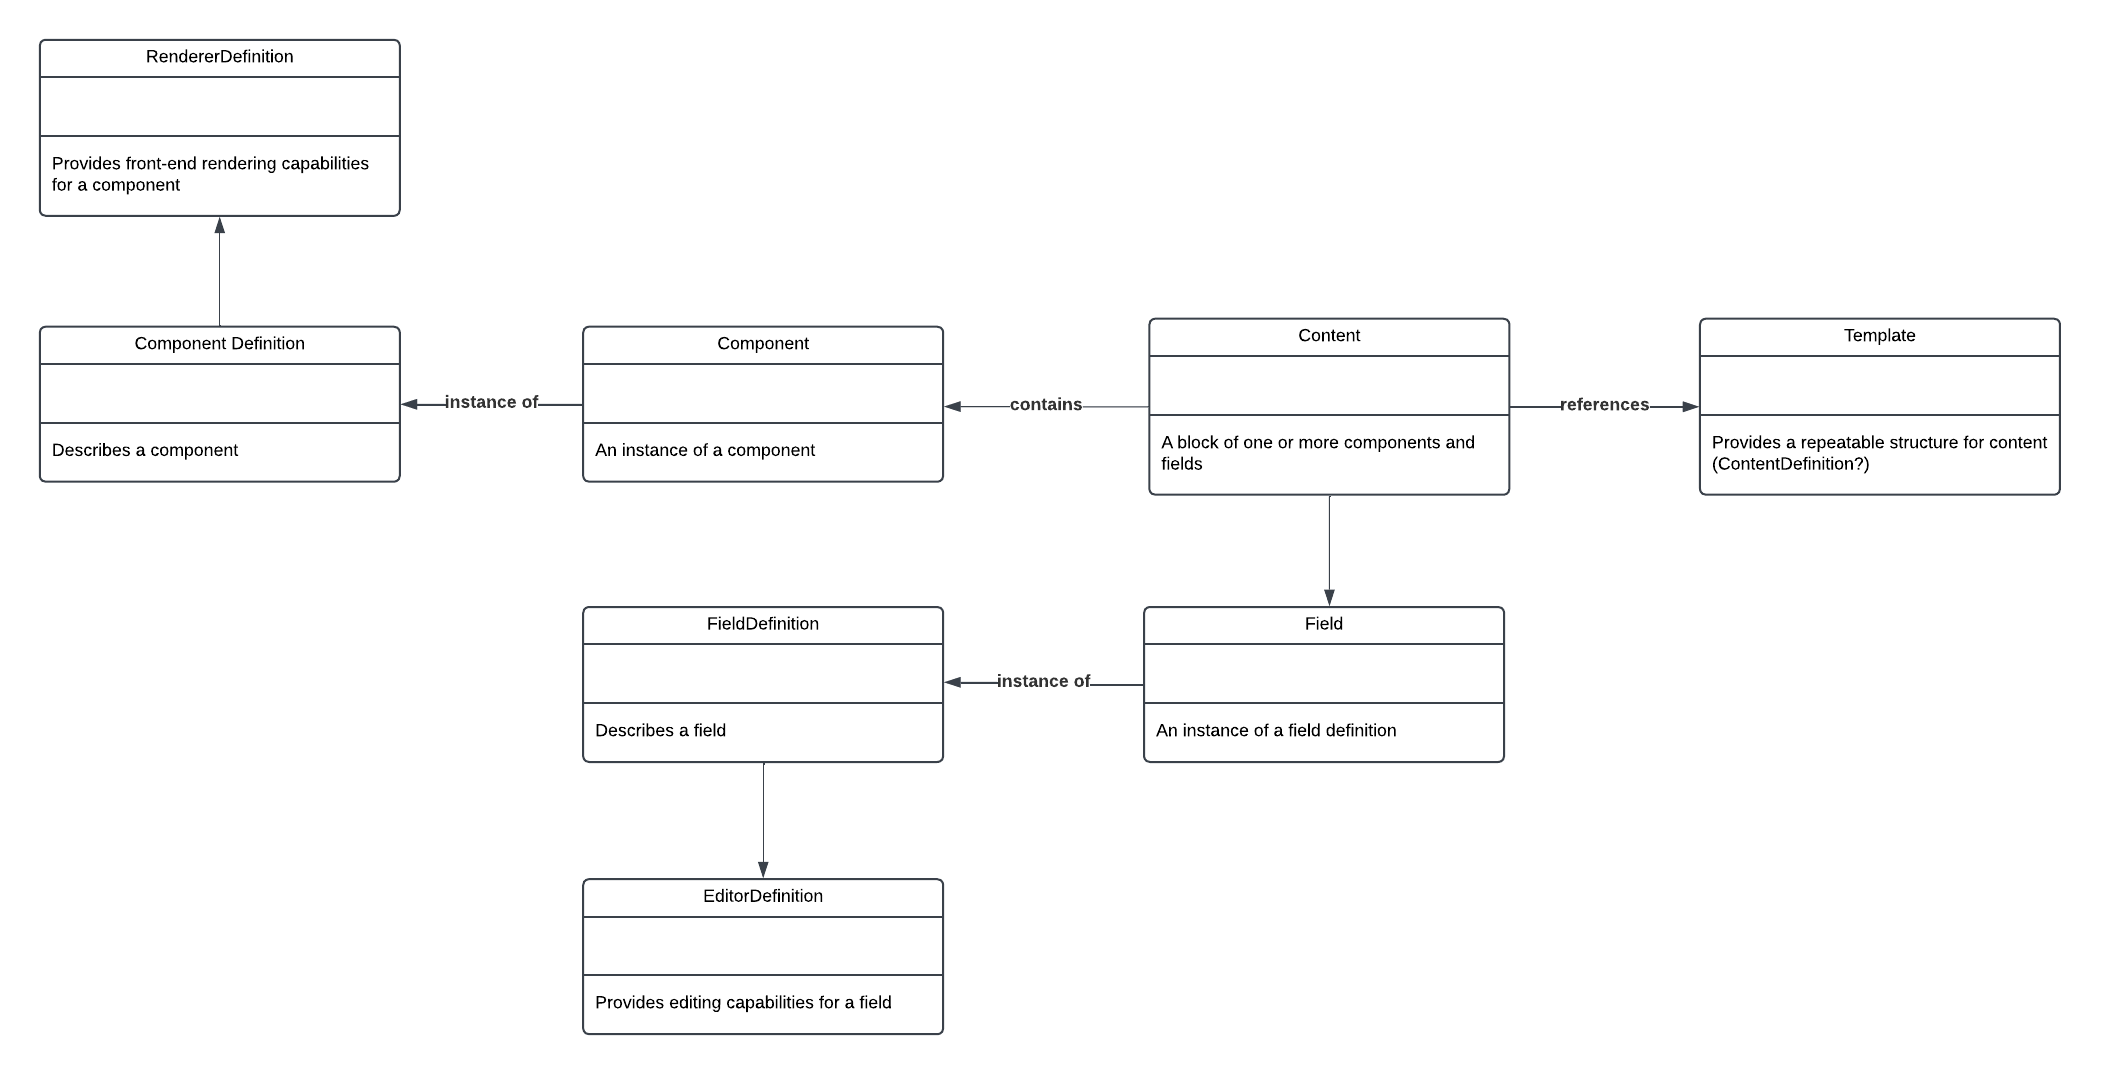 RendererDefinition
Provides front-end rendering capabilities
for a component
Component Definition
Describes a component
instance of
Component
An instance of a component
contains
Content
A block of one or more components and
fields
references
Template
Provides a repeatable structure for content
(ContentDefinition?)
FieldDefinition
Describes a field
instance of
Field
An instance of a field definition
EditorDefinition
Provides editing capabilities for a field